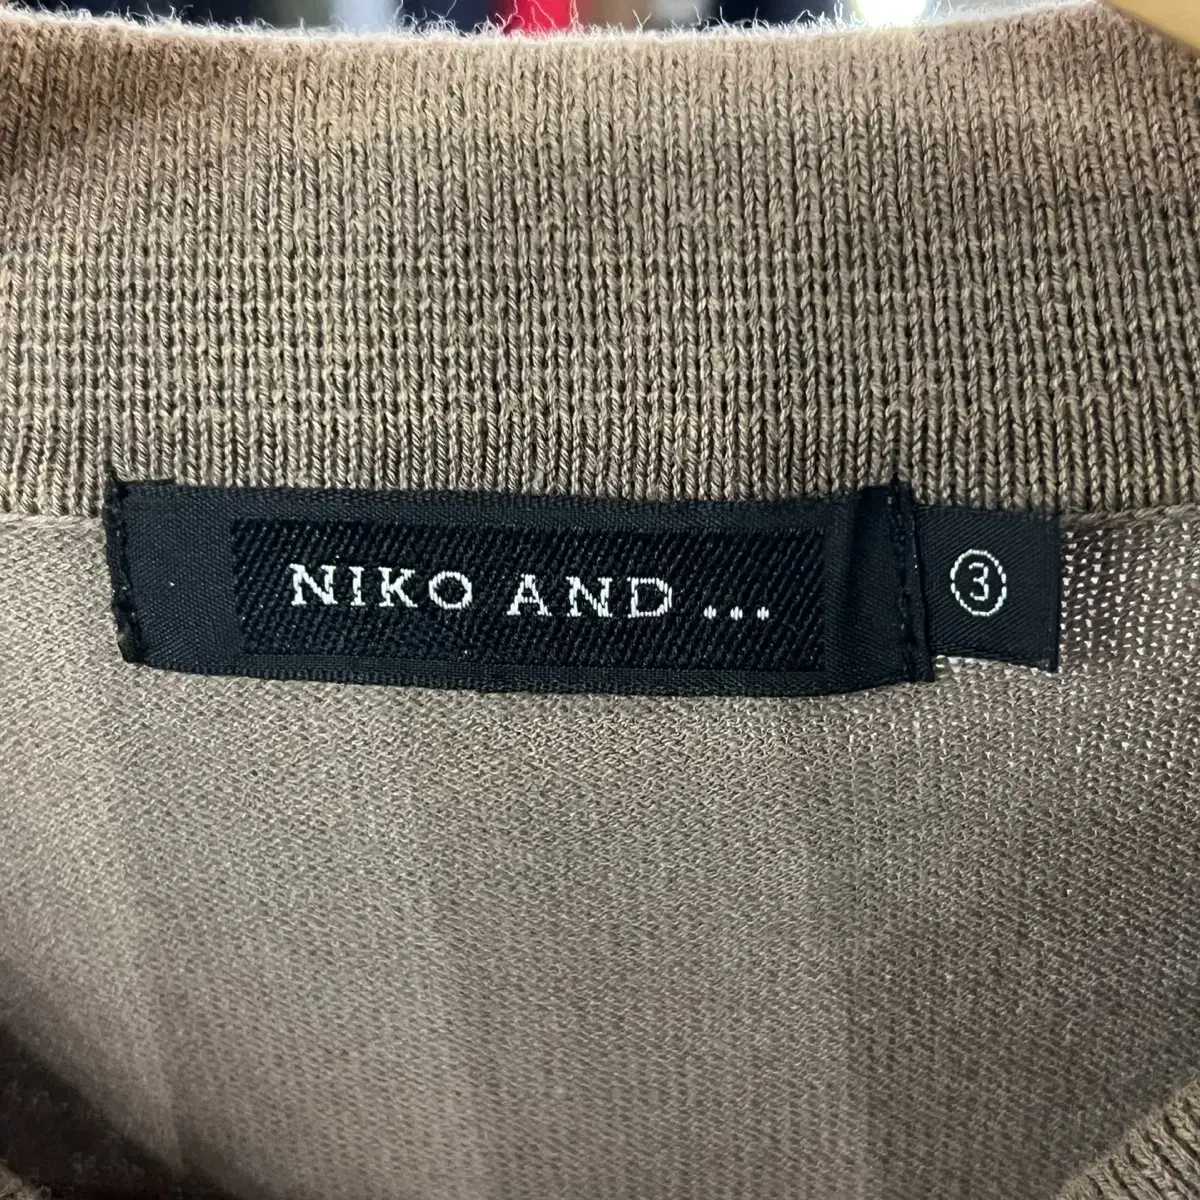 NIKO AND ...
3